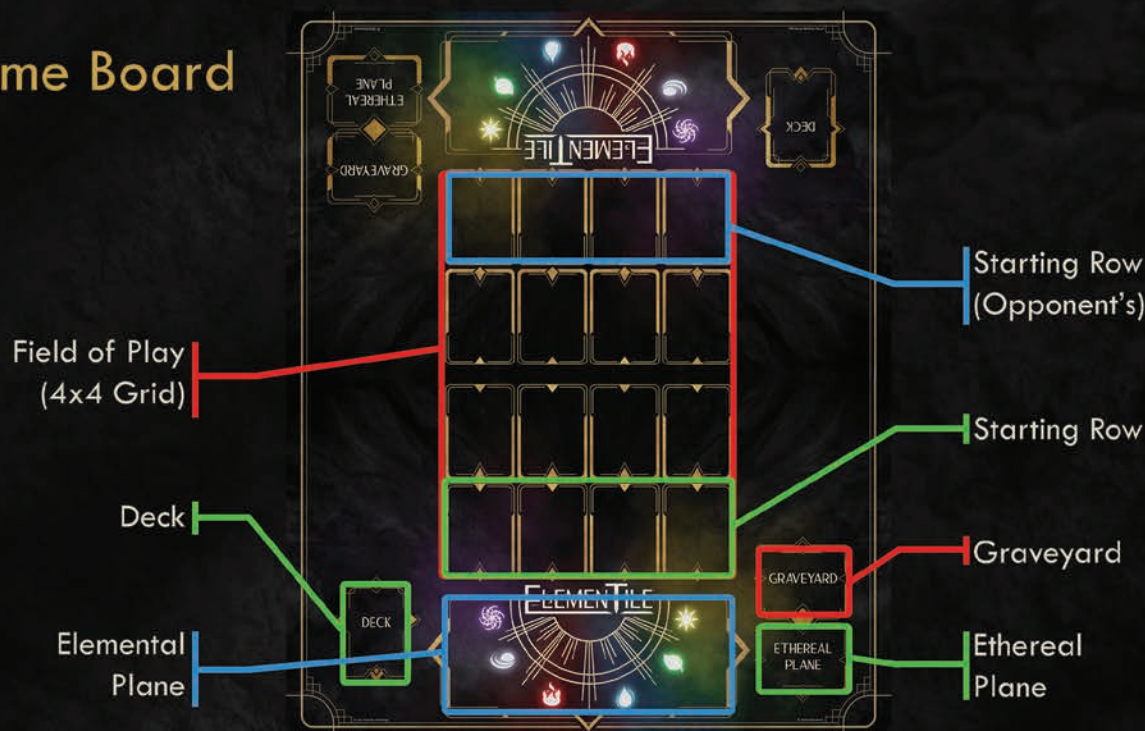 me Board
ETHEREAL
PLANE
GRAVEYARD
DECK
ELEMENTILE
Starting Row
(Opponent's)
Field of Play
(4x4 Grid)
Starting Row
Deck
Graveyard
GRAVEYARD
ELEMENTILE
DECK
Elemental
Plane
ETHEREAL
PLANE
Ethereal
Plane